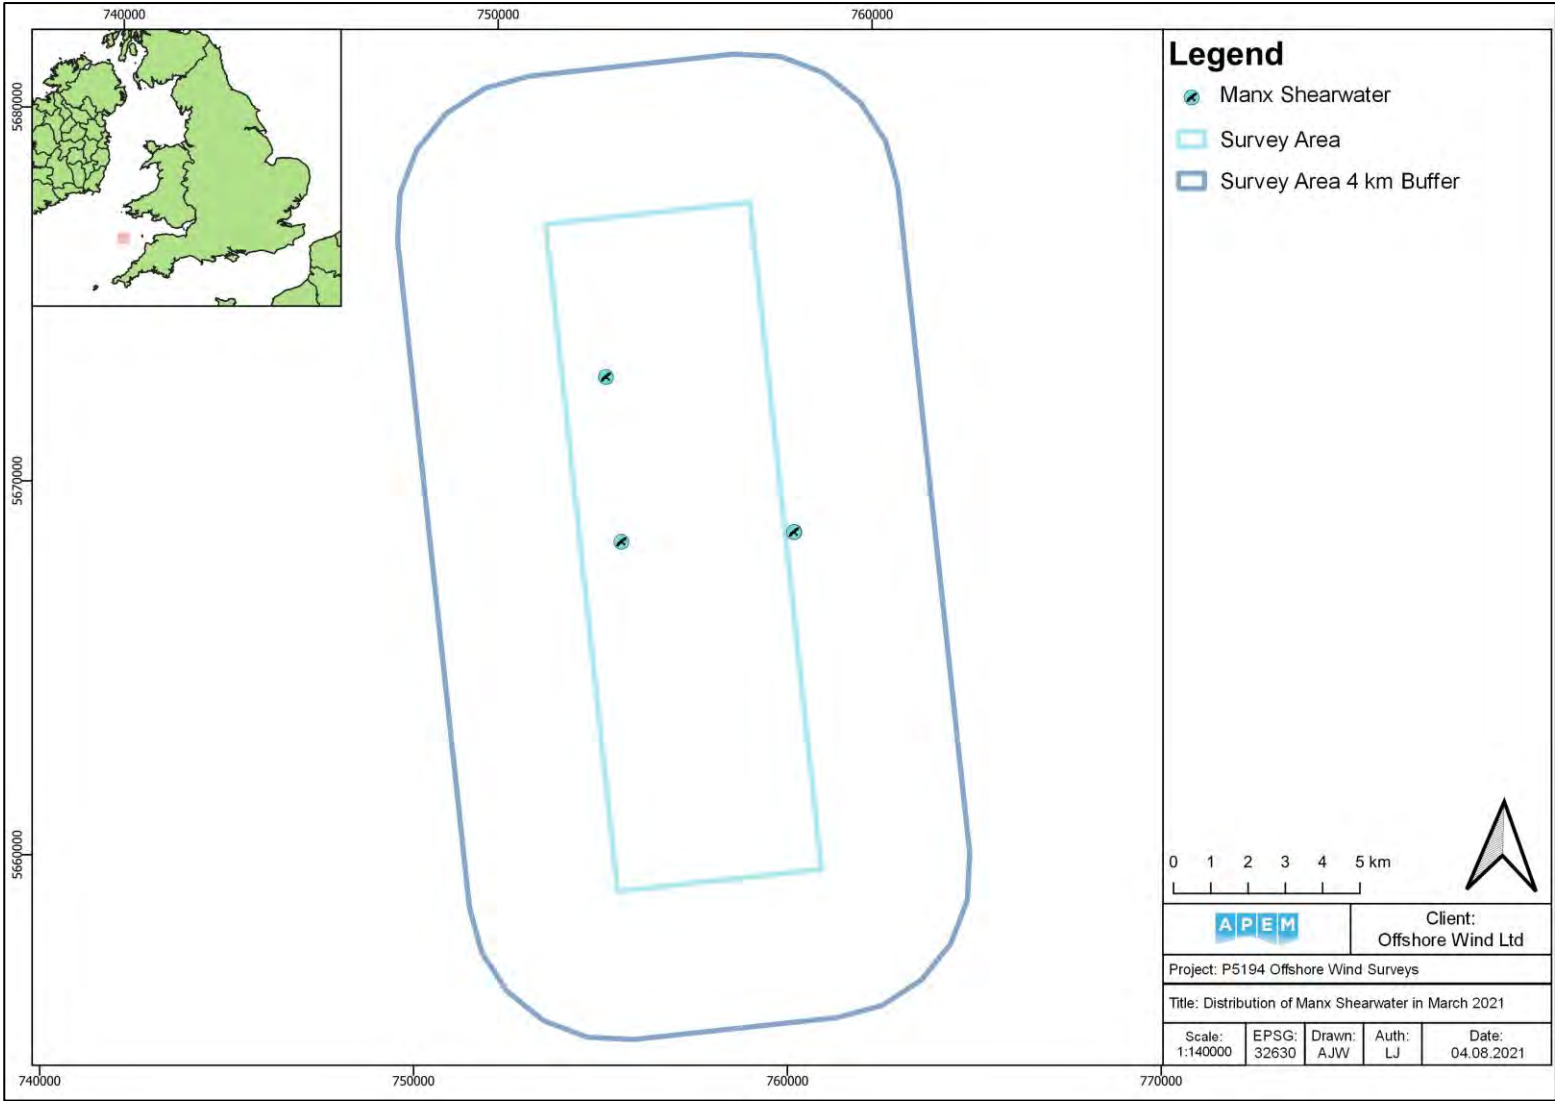 740000
750000
760000
5680000
5670000
5660000
740000
750000
760000
770000
Legend
Manx Shearwater
Survey Area
Survey Area 4 km Buffer
0 1 2 3 4 5 km
APEM
Client:
Offshore Wind Ltd
Project: P5194 Offshore Wind Surveys
Title: Distribution of Manx Shearwater in March 2021
Scale:
1:140000
EPSG:
32630
Drawn:
AJW
Auth:
LJ
Date:
04.08.2021